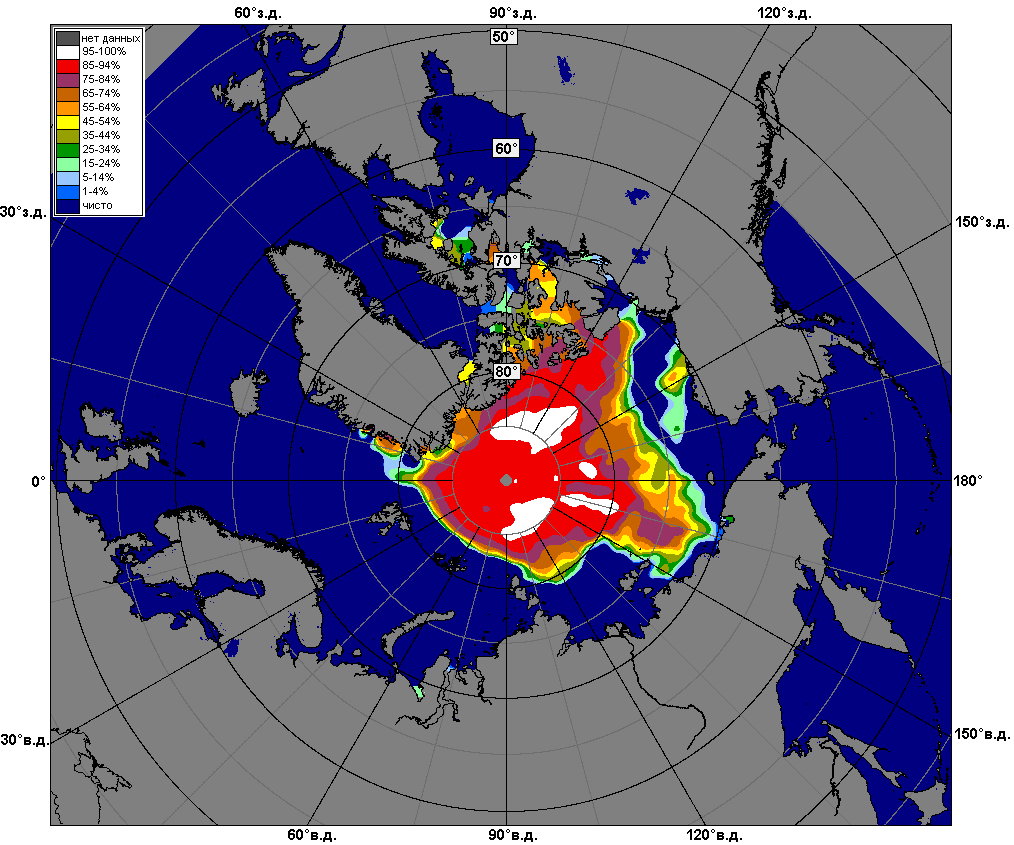 60°з.д.
90°з.д.
120°з.д.
нет данных
95-100%
85-94%
75-84%
65-74%
55-64%
45-54%
35-44%
25-34%
15-24%
5-14%
1-4%
чисто
50°
60°
30°з.д.
150°з.д.
70°
80°
0°
180°
30°в.д.
150°в.д.
60°в.д.
90°в.д.
120°в.д.